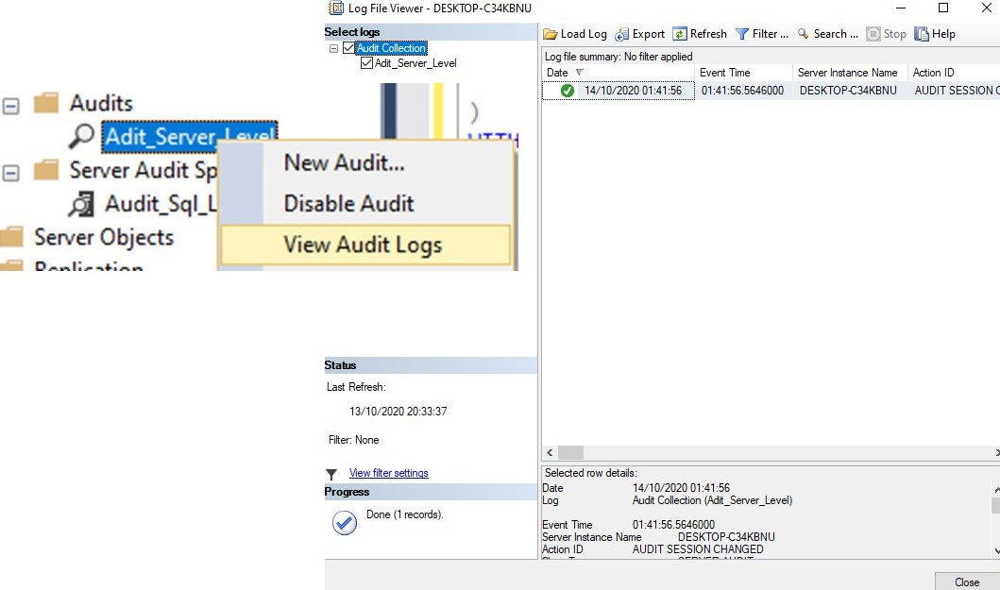 Log File Viewer - DESKTOP-C34KBNU
Select logs
Audit Collection
Adit_Server_Level
Audits
Adit_Server_Level
Server Audit Sp
Audit_Sql_L
Server Objects
Replication
)
WITH
New Audit...
Disable Audit
View Audit Logs
Status
Last Refresh:
13/10/2020 20:33:37
Filter: None
View filter settings
Progress
Done (1 records).
Load Log Export Refresh Filter ... Search ... Stop Help
Log file summary: No filter applied
Date Event Time Server Instance Name Action ID
14/10/2020 01:41:56 01:41:56.5646000 DESKTOP-C34KBNU AUDIT SESSION C
Selected row details:
Date 14/10/2020 01:41:56
Log Audit Collection (Adit_Server_Level)
Event Time 01:41:56.5646000
Server Instance Name DESKTOP-C34KBNU
Action ID AUDIT SESSION CHANGED
Close